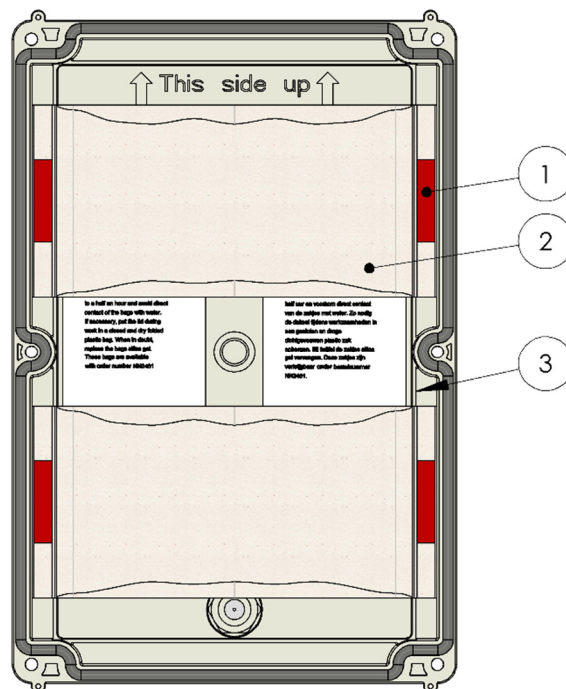 This side up
1
2
to a half an hour and avoid direct
contact of the bags with water.
If necessary, put the lid during
work in a closed and dry folded
plastic bag. When in doubt,
replace the bags silica gel.
These bags are available
with order number HM2401
half uur en voorkom direct contact
van de zakjes met water. Zo nodig
de deksel tijdens werkzaamheden in
een gesloten en droge
plastic zak
Bij twijfel de zakjes silica
gel vervangen. Deze zakjes zijn
verkrijgbaar onder bestelnummer
HM2401.
3